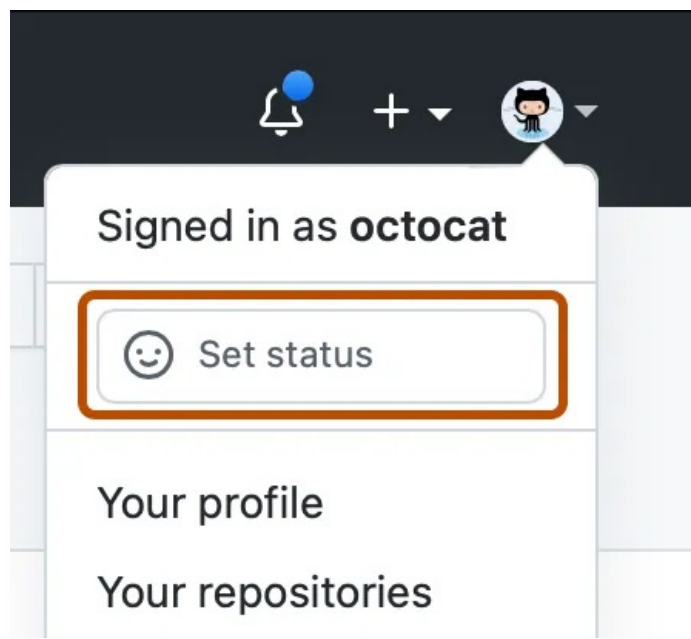 Signed in as octocat
Set status
Your profile
Your repositories